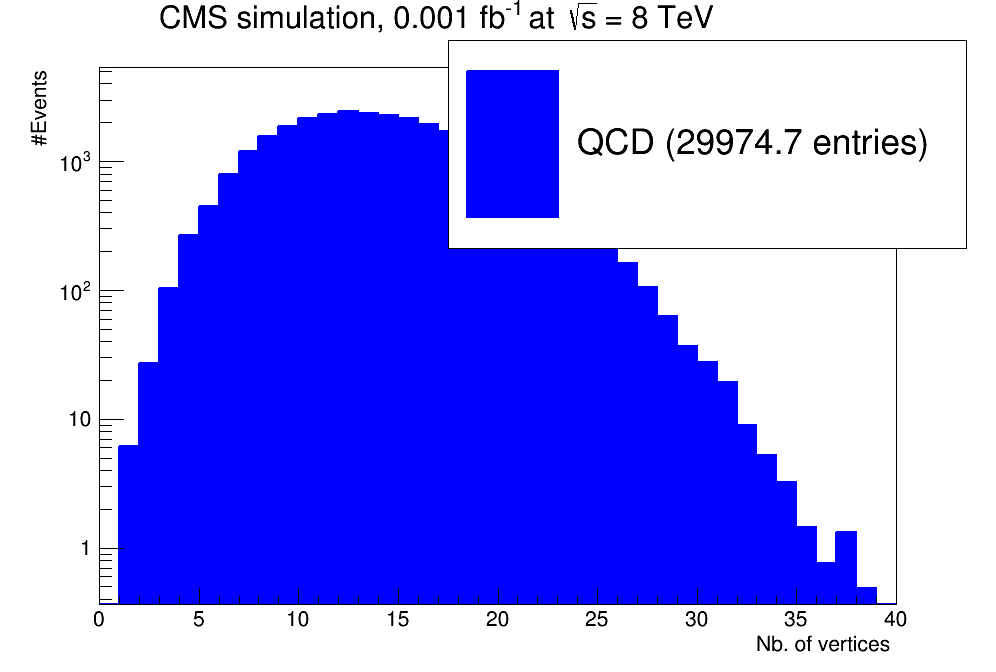 CMS simulation, 0.001 fb⁻¹ at √s = 8 TeV
#Events
QCD (29974.7 entries)
10³
10²
10
1
0 5 10 15 20 25 30 35 40
Nb. of vertices